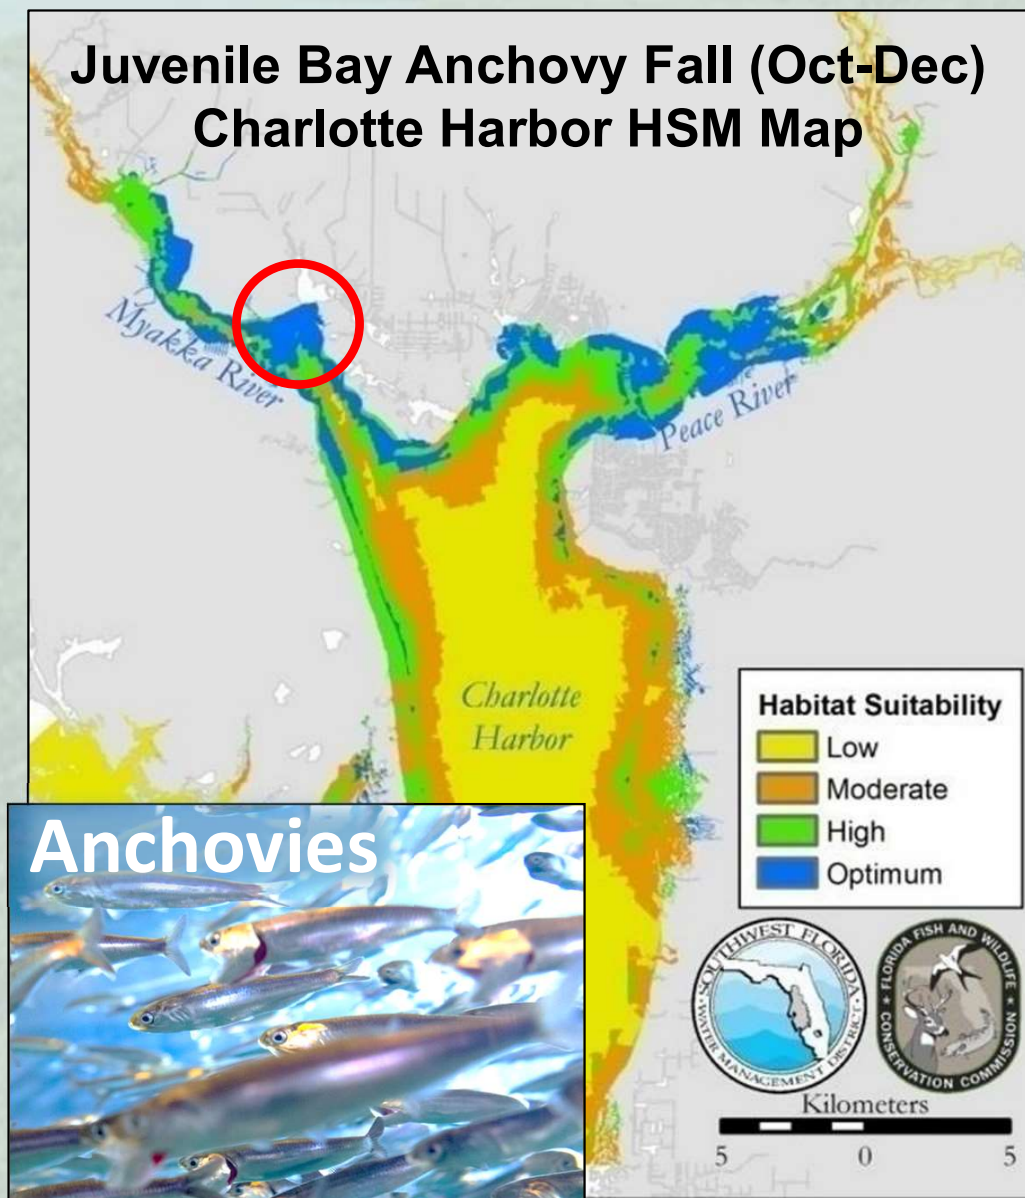 Juvenile Bay Anchovy Fall (Oct-Dec)
Charlotte Harbor HSM Map
Myakka River
Peace River
Charlotte
Harbor
Habitat Suitability
Low
Moderate
High
Optimum
Anchovies
SOUTHWEST FLORIDA
WATER MANAGEMENT DISTRICT
FLORIDA FISH AND WILDLIFE
CONSERVATION COMMISSION
Kilometers
5 0 5